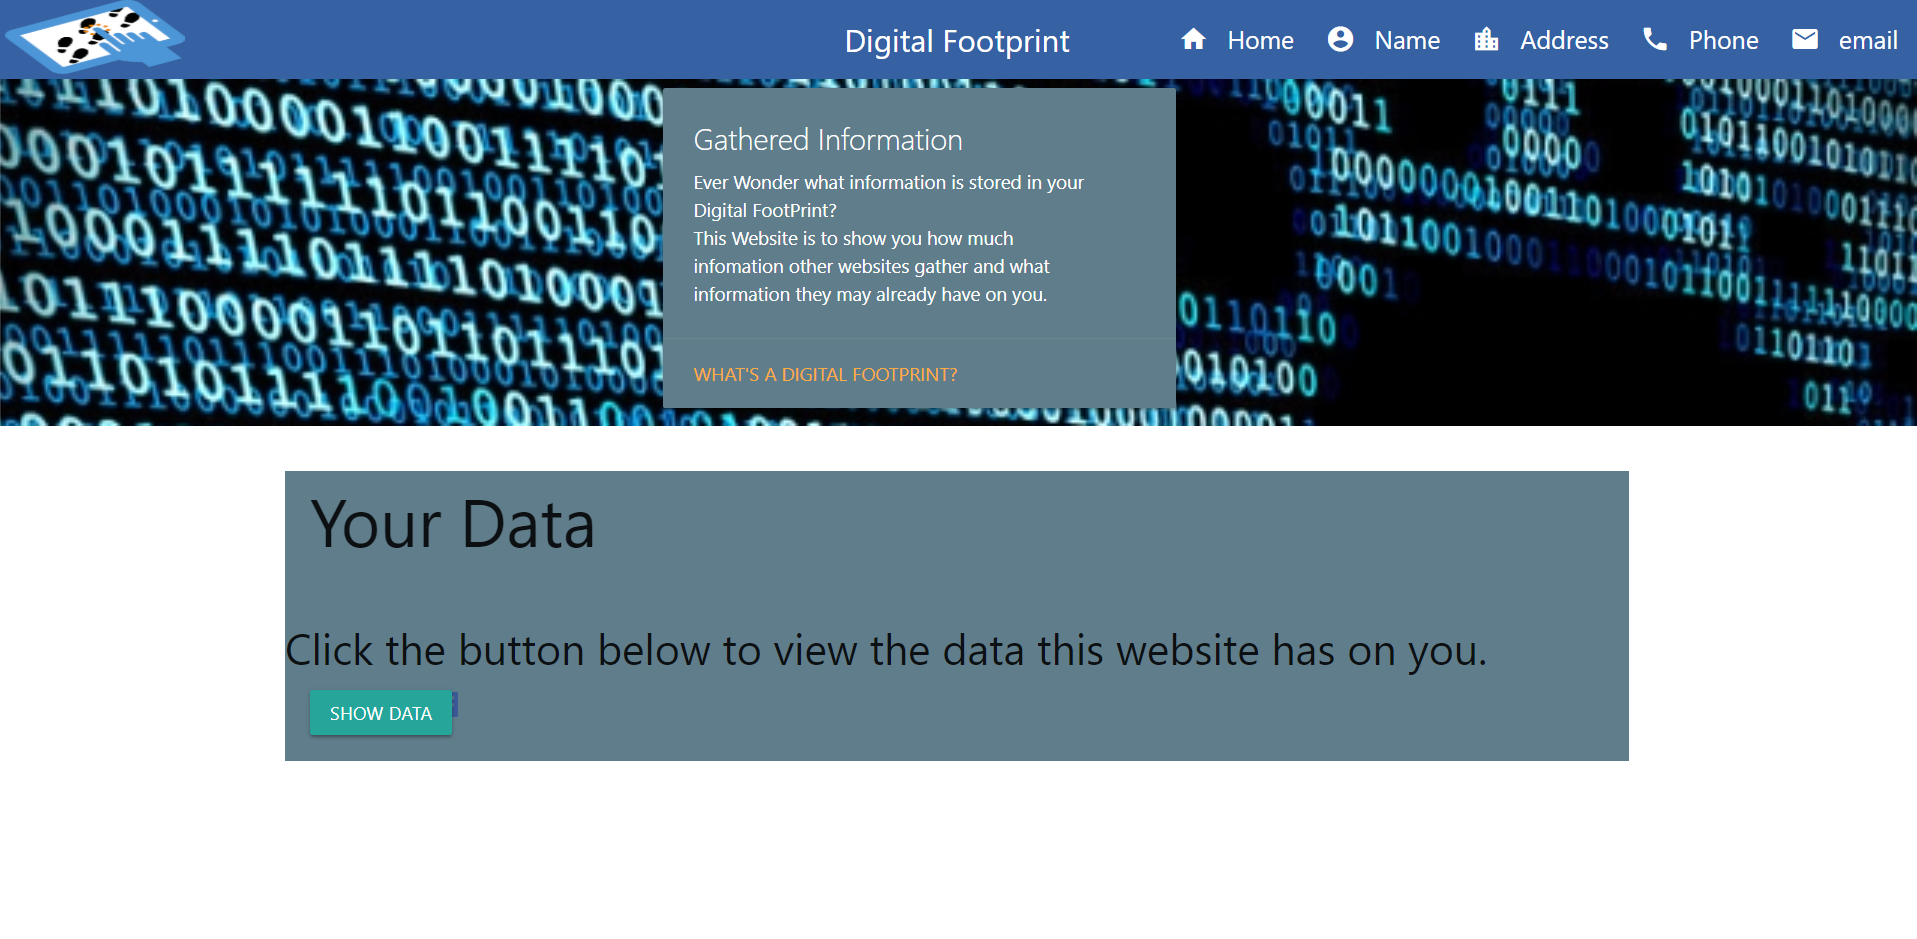 Digital Footprint
Home
Name
Address
Phone
email
Gathered Information
Ever Wonder what information is stored in your
Digital FootPrint?
This Website is to show you how much
infomation other websites gather and what
information they may already have on you.
WHAT'S A DIGITAL FOOTPRINT?
Your Data
Click the button below to view the data this website has on you.
SHOW DATA